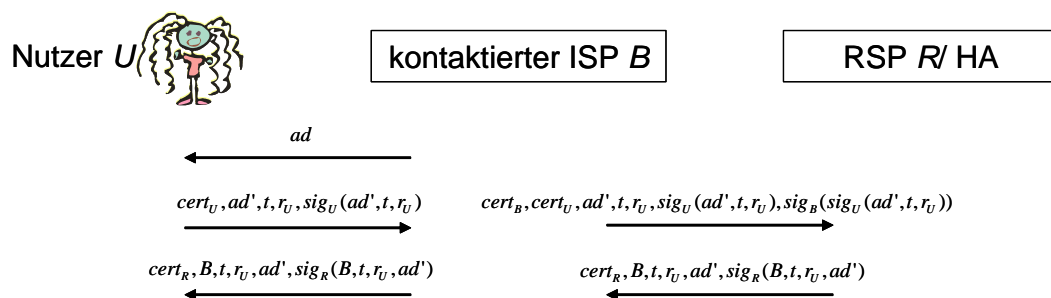 Nutzer U kontaktierter ISP B RSP R/ HA
ad
cert_U,ad',t,r_U,sig_U(ad',t,r_U) cert_B,cert_U,ad',t,r_U,sig_U(ad',t,r_U),sig_B(sig_U(ad',t,r_U))
cert_R,B,t,r_U,ad',sig_R(B,t,r_U,ad') cert_R,B,t,r_U,ad',sig_R(B,t,r_U,ad')